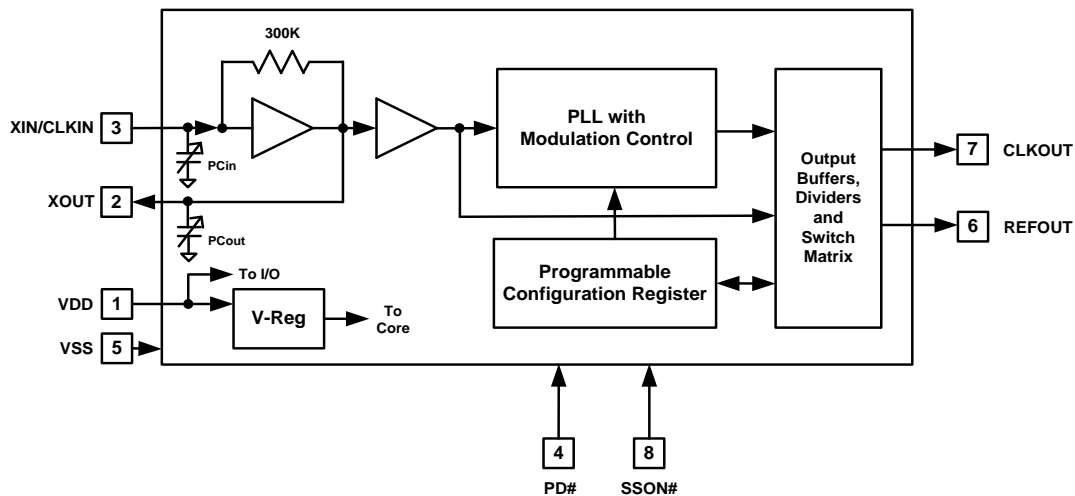 300K
XIN/CLKIN
3
PCin
XOUT
2
PCout
PLL with
Modulation Control
Output
Buffers,
Dividers
and
Switch
Matrix
7
CLKOUT
6
REFOUT
Programmable
Configuration Register
To I/O
VDD
1
V-Reg
To
Core
VSS
5
4
PD#
8
SSON#